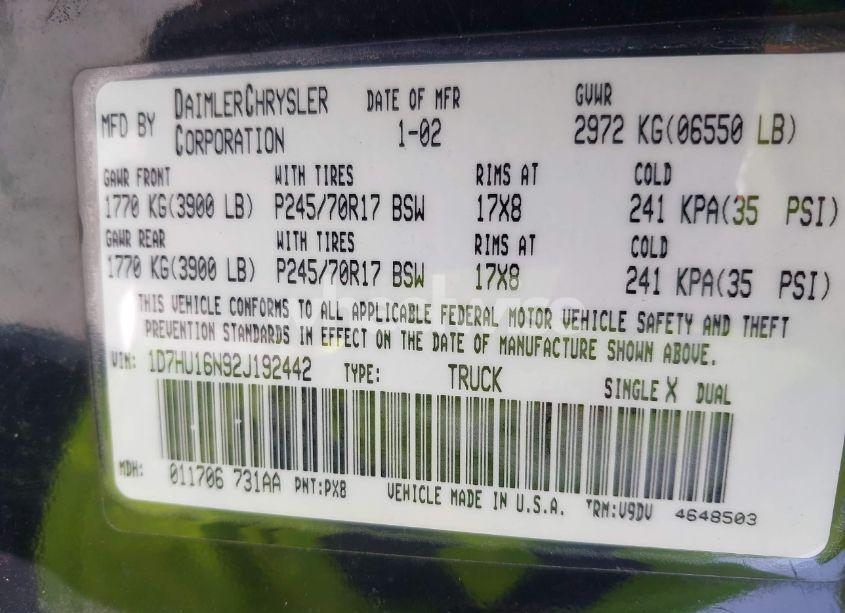 MFD BY DAIMLERCHRYSLER CORPORATION DATE OF MFR 1-02 GVWR 2972 KG(06550 LB)
GAWR FRONT WITH TIRES RIMS AT COLD
1770 KG(3900 LB) P245/70R17 BSW 17X8 241 KPA(35 PSI)
GAWR REAR WITH TIRES RIMS AT COLD
1770 KG(3900 LB) P245/70R17 BSW 17X8 241 KPA(35 PSI)
THIS VEHICLE CONFORMS TO ALL APPLICABLE FEDERAL MOTOR VEHICLE SAFETY AND THEFT
PREVENTION STANDARDS IN EFFECT ON THE DATE OF MANUFACTURE SHOWN ABOVE.
VIN: 1D7HU16N92J192442 TYPE: TRUCK SINGLE X DUAL
MDH: 011706 731AA PNT:PX8 VEHICLE MADE IN U.S.A. TRM:V9DV 4648503